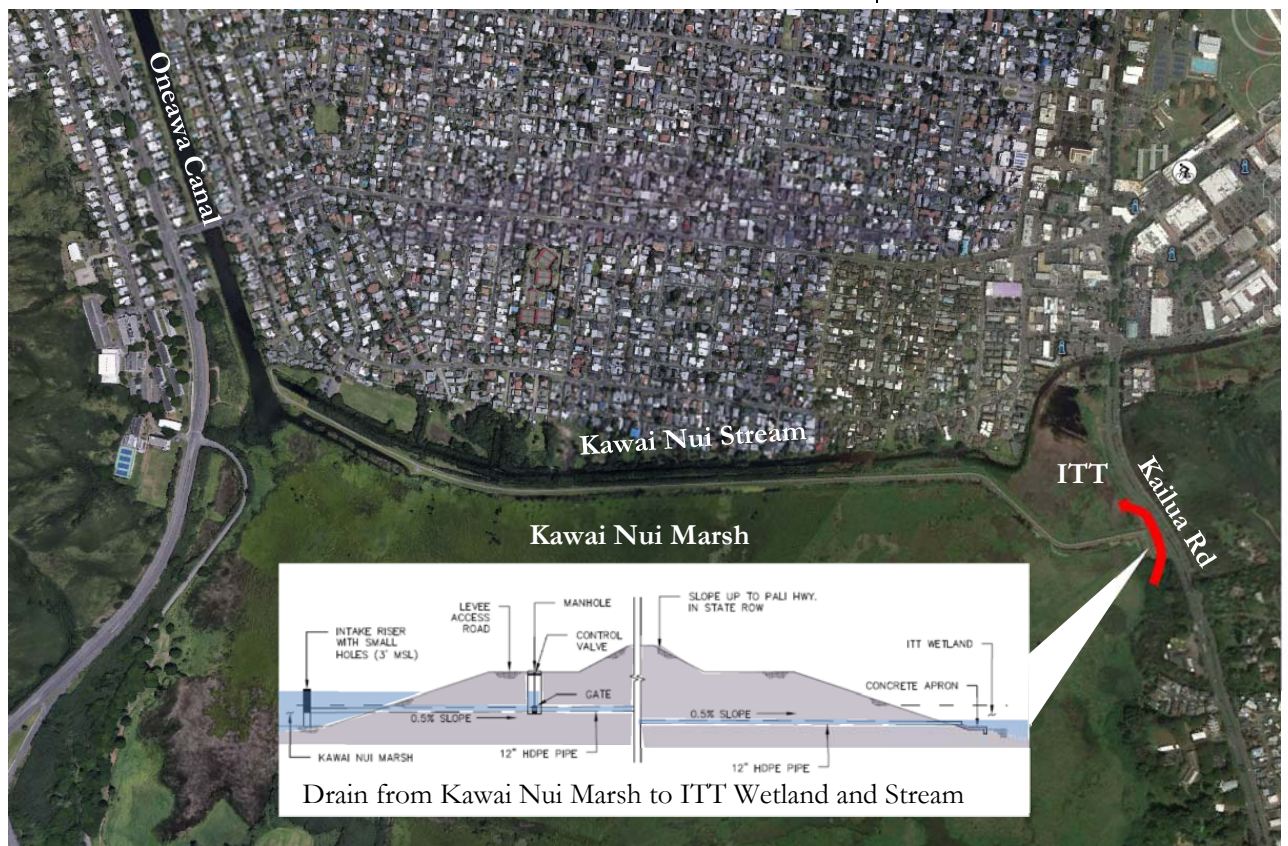 Oneawa Canal
Kawai Nui Stream
ITT
Kailua Rd
Kawai Nui Marsh
LEVEE
ACCESS
ROAD
MANHOLE
SLOPE UP TO PALI HWY.
IN STATE ROW
INTAKE RISER
WITH SMALL
HOLES (3' MSL)
CONTROL
VALVE
ITT WETLAND
GATE
CONCRETE APRON
0.5% SLOPE
0.5% SLOPE
KAWAI NUI MARSH
12" HDPE PIPE
12" HDPE PIPE
Drain from Kawai Nui Marsh to ITT Wetland and Stream